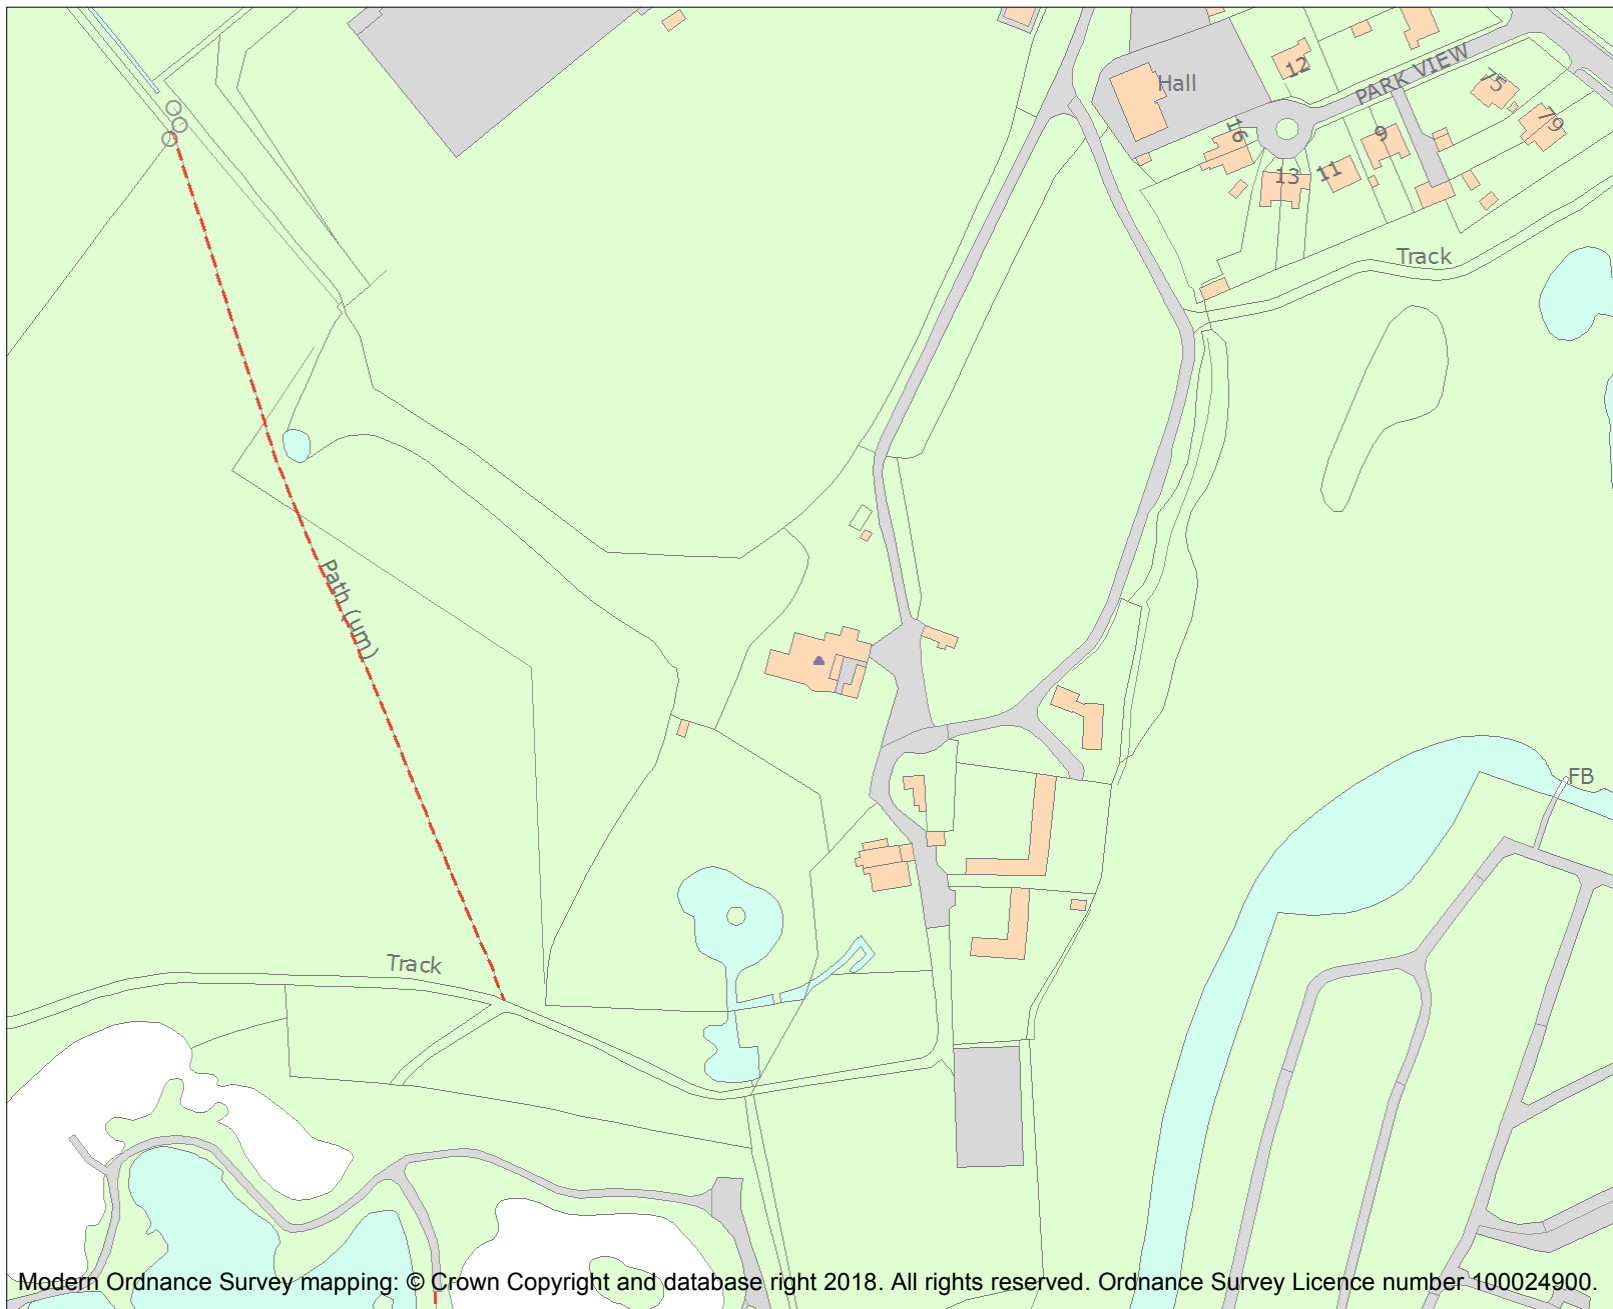 Hall
12
PARK VIEW
75
79
16
9
11
13
Track
Path (um)
FB
Track
Modern Ordnance Survey mapping: © Crown Copyright and database right 2018. All rights reserved. Ordnance Survey Licence number 100024900.